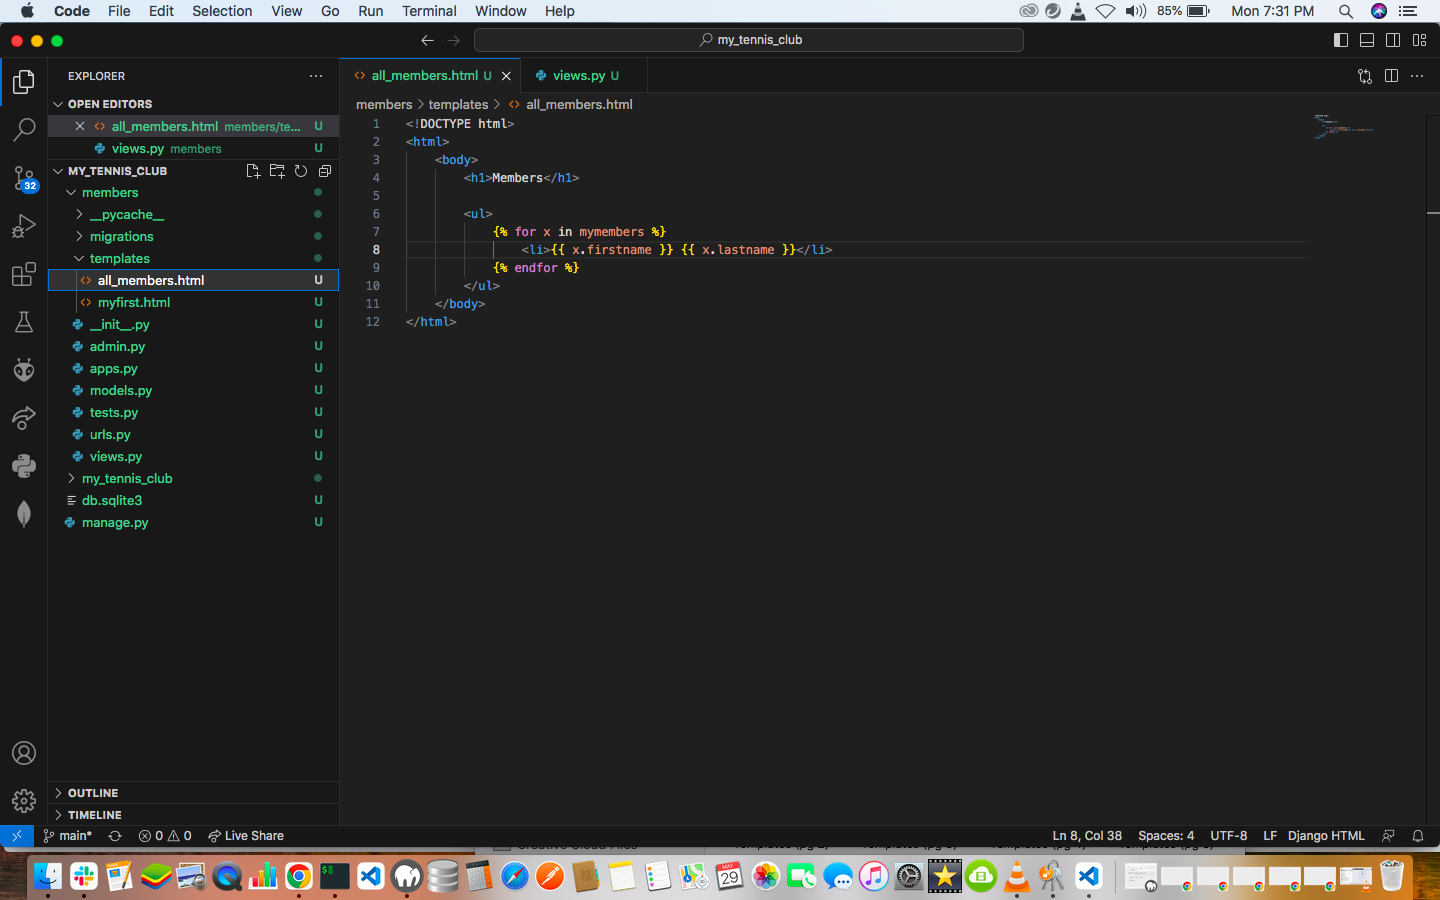 Code File Edit Selection View Go Run Terminal Window Help 85% Mon 7:31 PM
my_tennis_club
EXPLORER
OPEN EDITORS
all_members.html members/te... U
views.py members U
MY_TENNIS_CLUB
members
__pycache__
migrations
templates
all_members.html U
myfirst.html U
__init__.py U
admin.py U
apps.py U
models.py U
tests.py U
urls.py U
views.py U
my_tennis_club
db.sqlite3 U
manage.py U
OUTLINE
TIMELINE
32
all_members.html U views.py U
members > templates > all_members.html
1 <!DOCTYPE html>
2 <html>
3 <body>
4 <h1>Members</h1>
5
6 <ul>
7 {% for x in mymembers %}
8 <li>{{ x.firstname }} {{ x.lastname }}</li>
9 {% endfor %}
10 </ul>
11 </body>
12 </html>
main* 0 0 Live Share Ln 8, Col 38 Spaces: 4 UTF-8 LF Django HTML
MAY
29